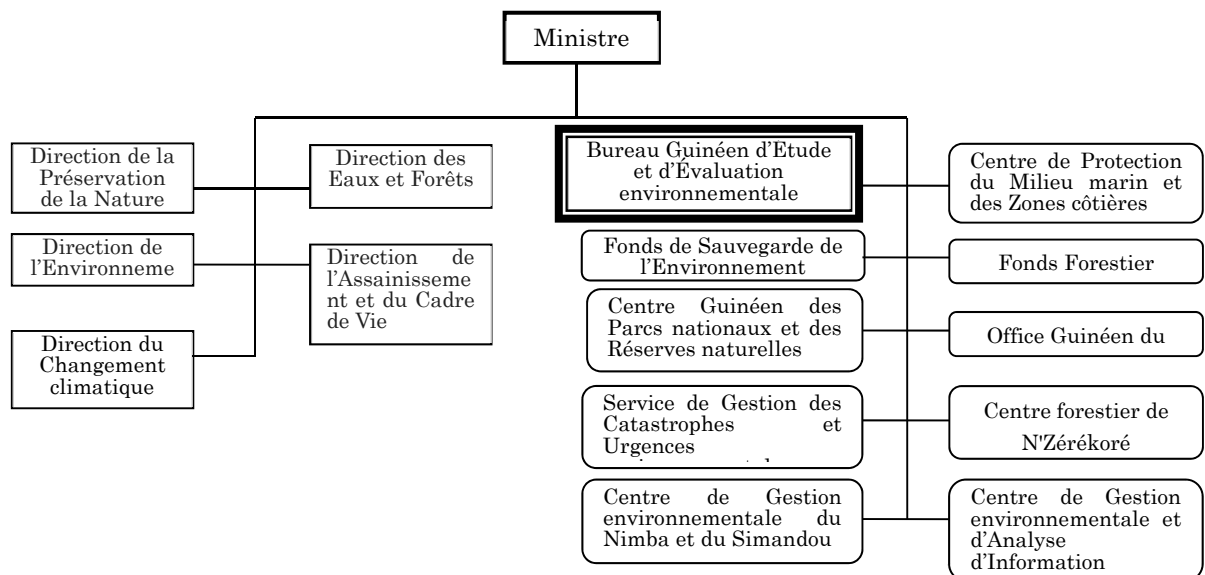 Ministre
Direction de la
Préservation
de la Nature
Direction des
Eaux et Forêts
Bureau Guinéen d'Etude
et d'Évaluation
environnementale
Centre de Protection
du Milieu marin et
des Zones côtières
Direction de
l'Environneme
Direction de
l'Assainisseme
nt et du Cadre
de Vie
Fonds de Sauvegarde de
l'Environnement
Fonds Forestier
Centre Guinéen des
Parcs nationaux et des
Réserves naturelles
Office Guinéen du
Direction du
Changement
climatique
Service de Gestion des
Catastrophes et
Urgences
Centre forestier de
N'Zérékoré
Centre de Gestion
environnementale du
Nimba et du Simandou
Centre de Gestion
environnementale et
d'Analyse
d'Information